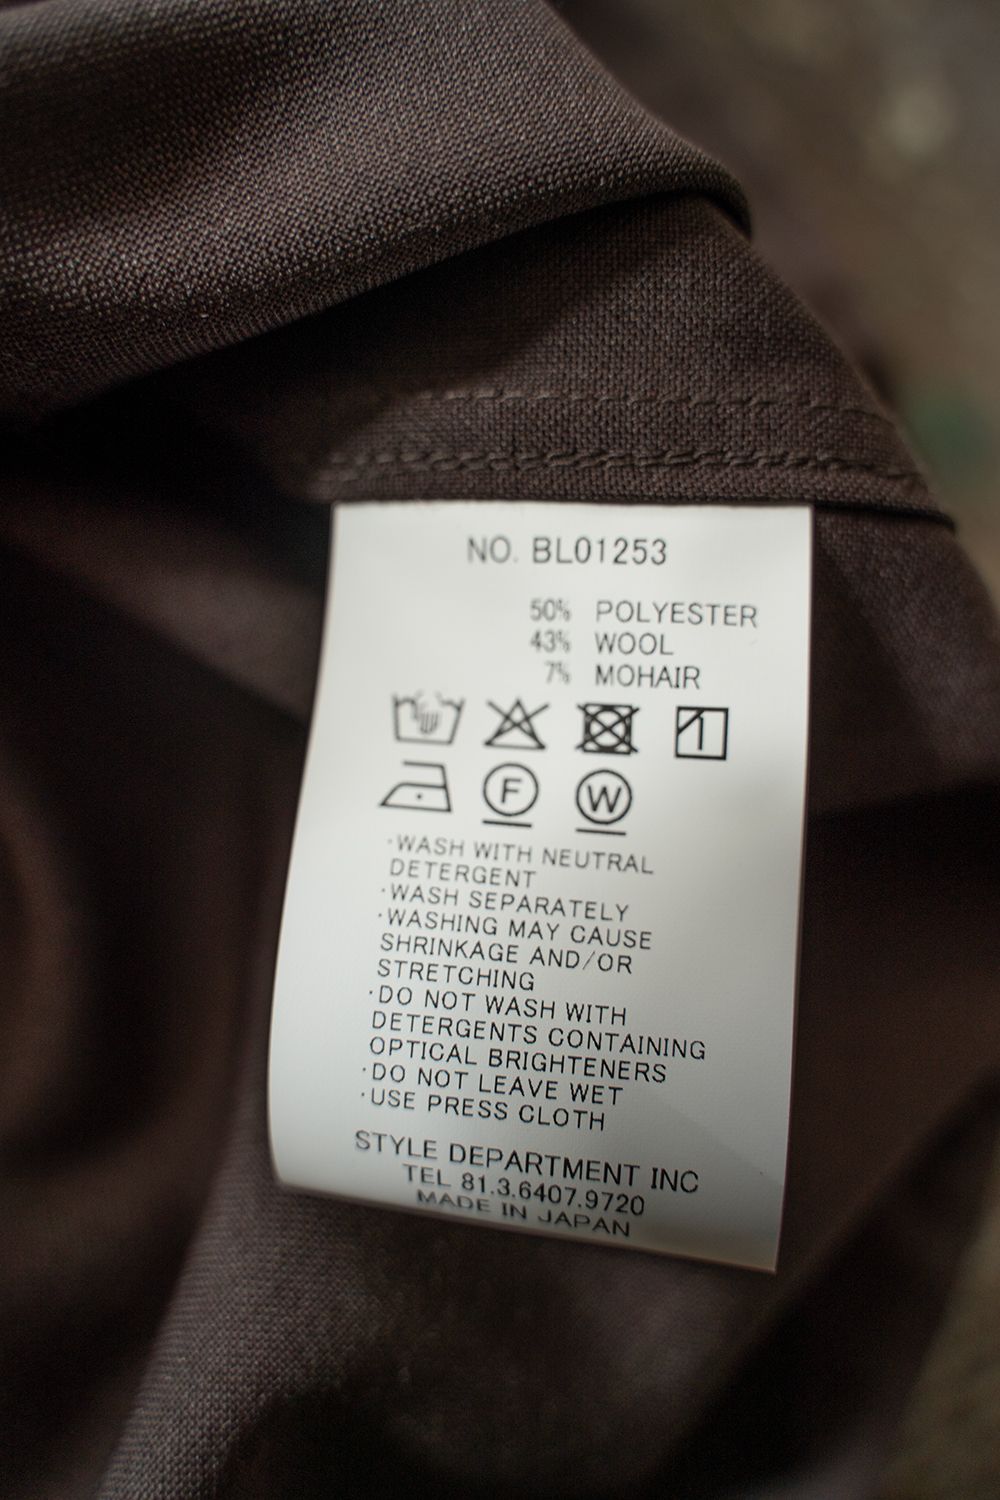 NO. BL01253
50% POLYESTER
43% WOOL
7% MOHAIR
F W
·WASH WITH NEUTRAL
DETERGENT
·WASH SEPARATELY
·WASHING MAY CAUSE
SHRINKAGE AND/OR
STRETCHING
·DO NOT WASH WITH
DETERGENTS CONTAINING
OPTICAL BRIGHTENERS
·DO NOT LEAVE WET
·USE PRESS CLOTH
STYLE DEPARTMENT INC
TEL 81.3.6407.9720
MADE IN JAPAN